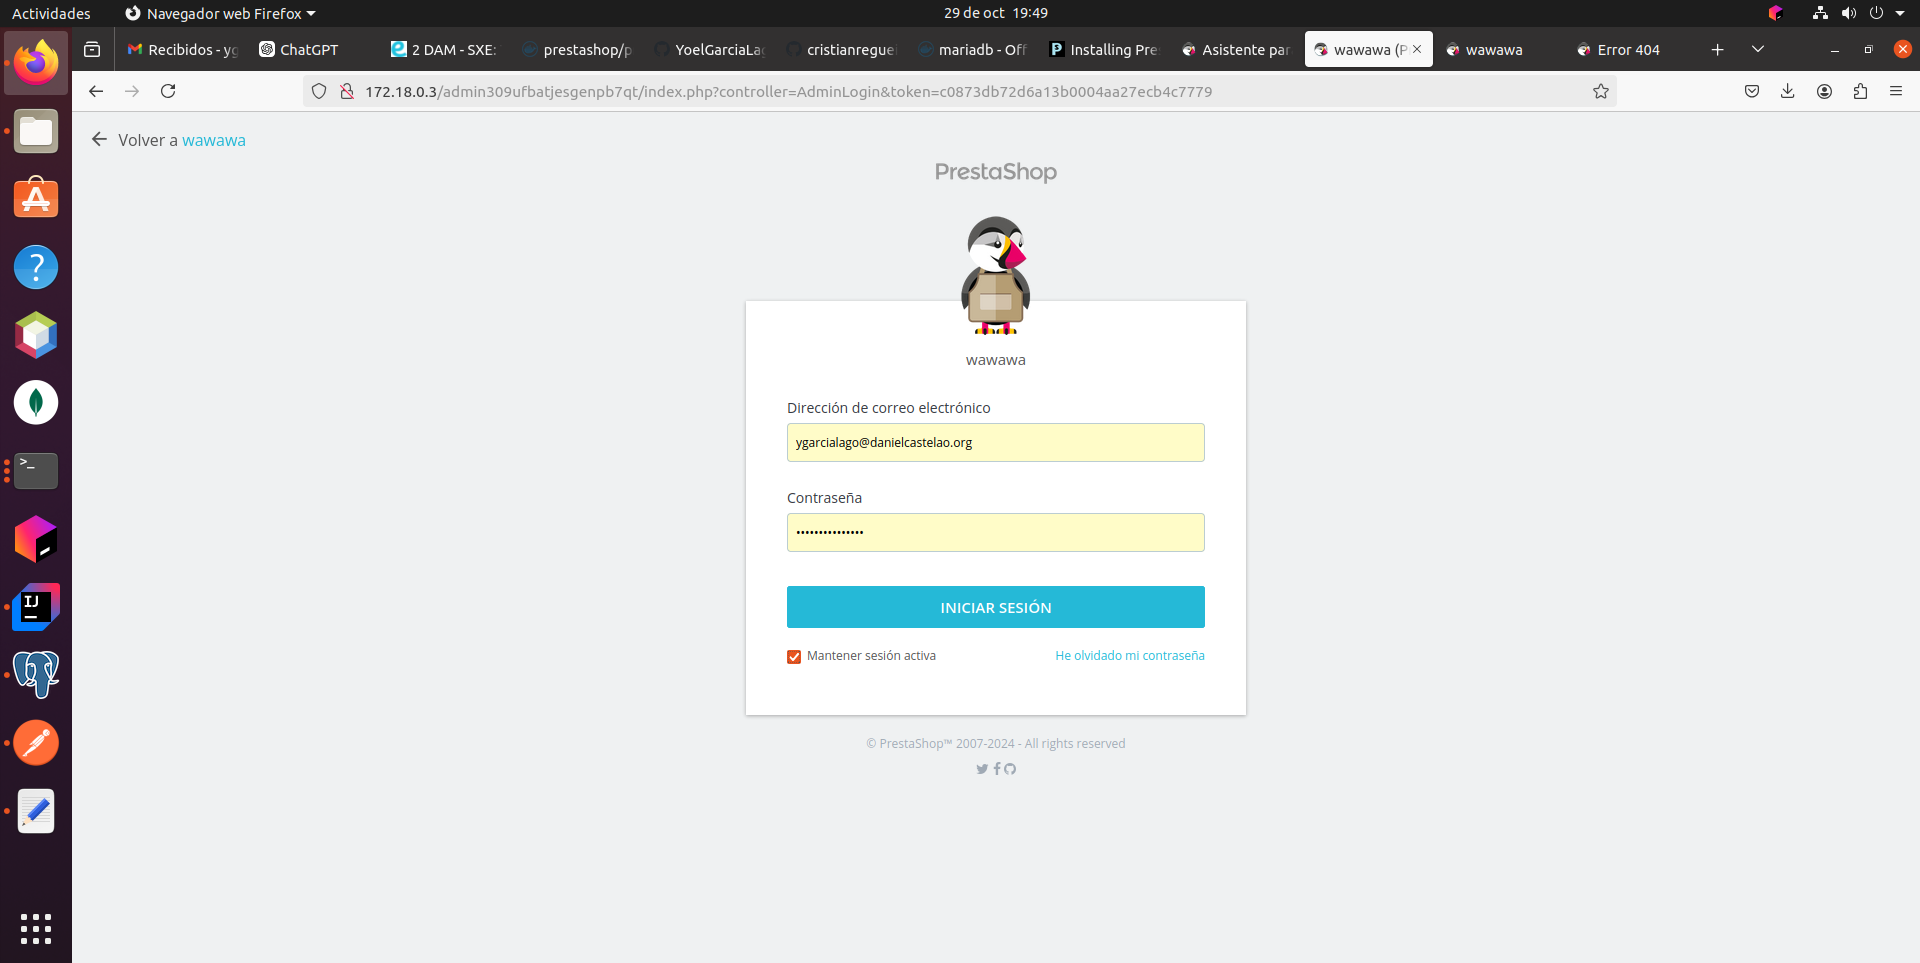 Actividades
Navegador web Firefox
29 de oct 19:49
Recibidos - yg
ChatGPT
2 DAM - SXE:
prestashop/p
YoelGarciaLag
cristianreguei
mariadb - Off
Installing Pre
Asistente par
wawawa (P
wawawa
Error 404
172.18.0.3/admin309ufbatjesgenpb7qt/index.php?controller=AdminLogin&token=c0873db72d6a13b0004aa27ecb4c7779
Volver a wawawa
PrestaShop
wawawa
Dirección de correo electrónico
ygarcialago@danielcastelao.org
Contraseña
•••••••••••••••
INICIAR SESIÓN
Mantener sesión activa
He olvidado mi contraseña
© PrestaShop™ 2007-2024 - All rights reserved